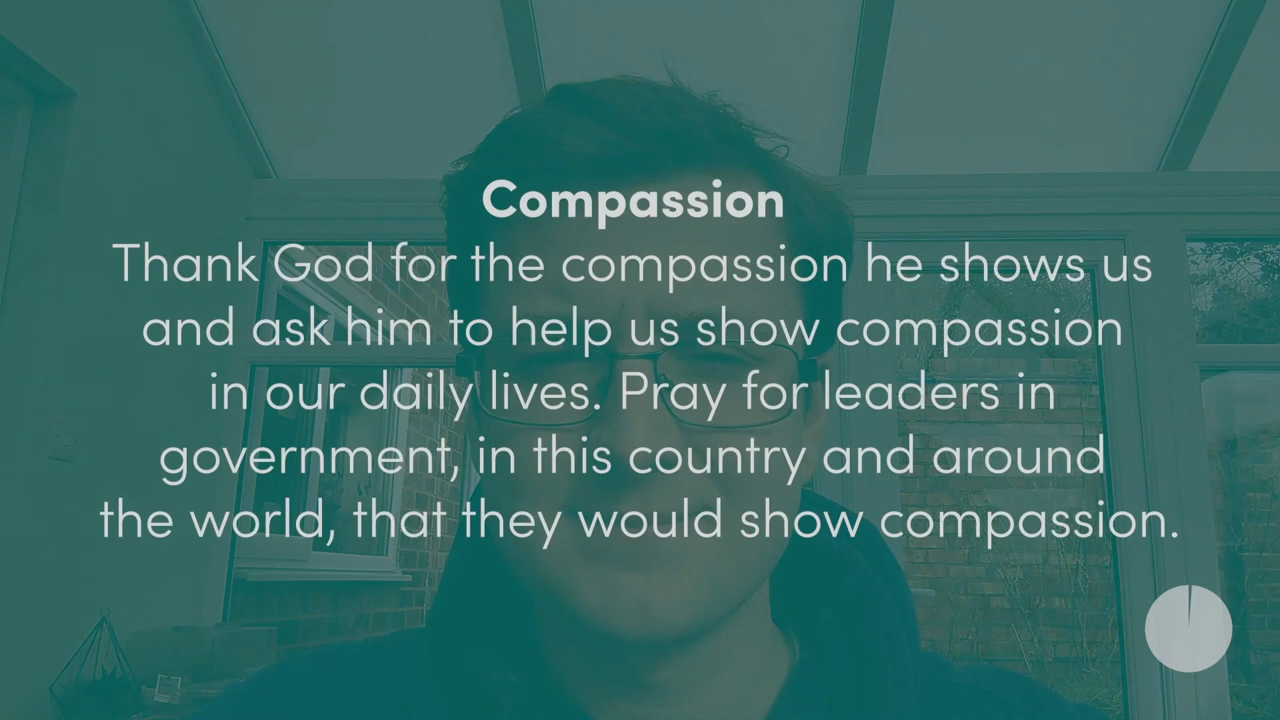 Compassion
Thank God for the compassion he shows us
and ask him to help us show compassion
in our daily lives. Pray for leaders in
government, in this country and around
the world, that they would show compassion.